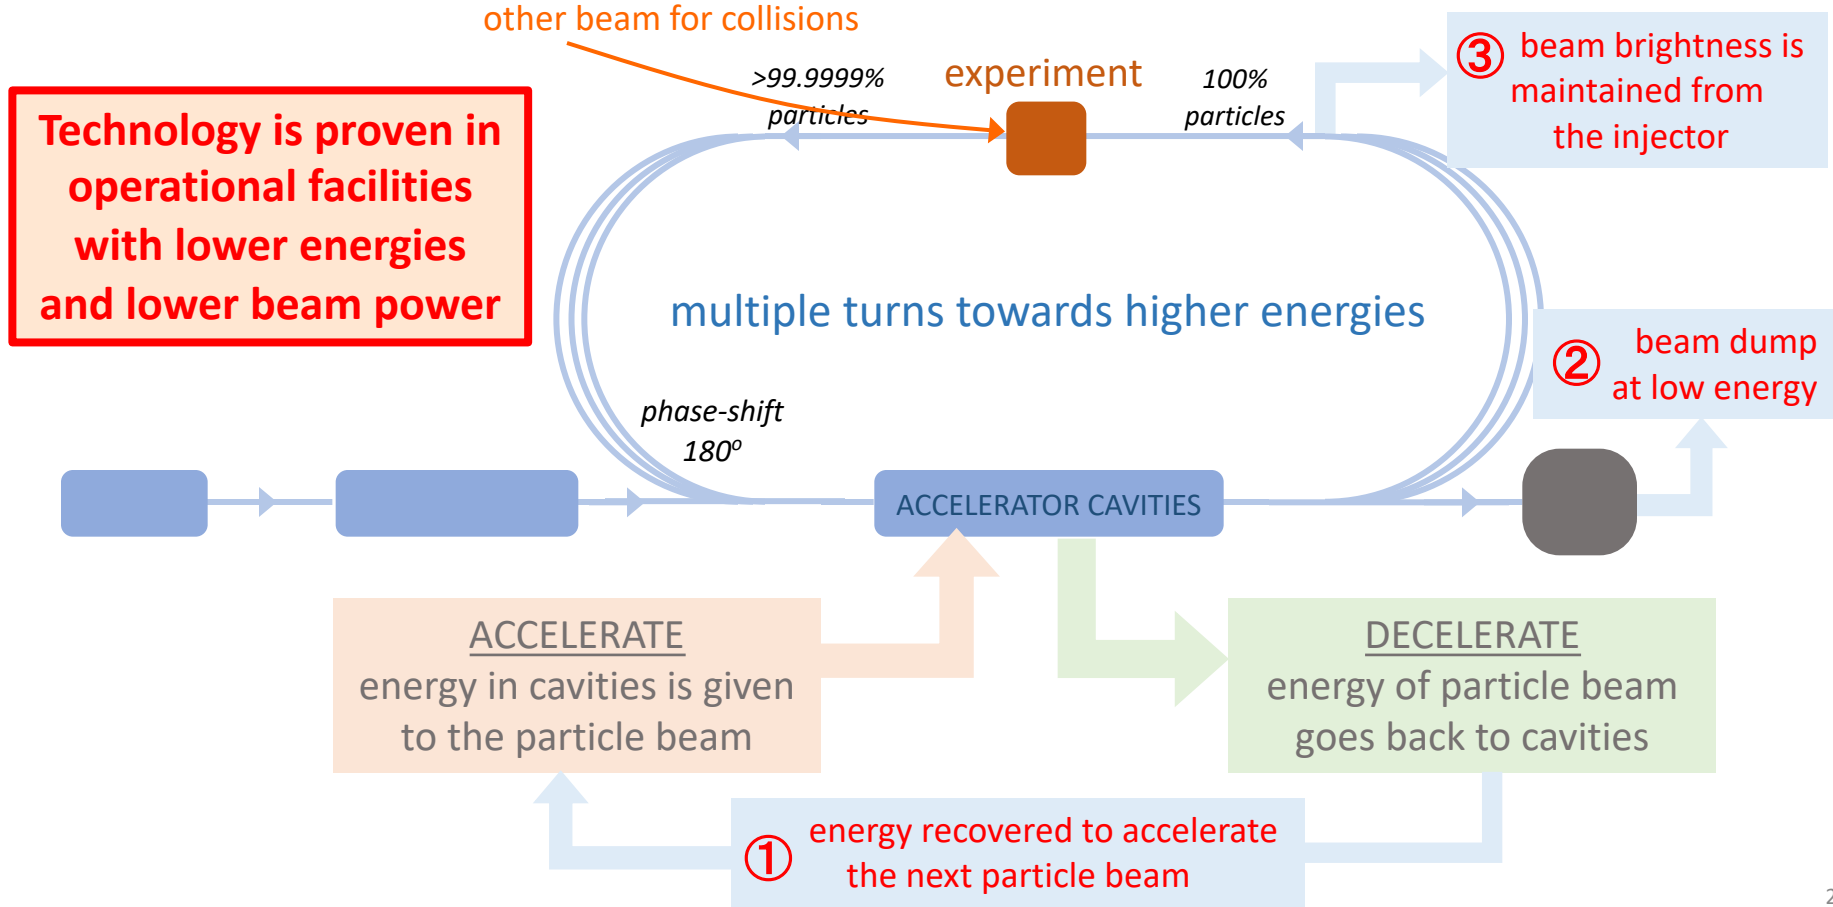 other beam for collisions
>99.9999%
particles
experiment
100%
particles
③ beam brightness is
maintained from
the injector
Technology is proven in
operational facilities
with lower energies
and lower beam power
multiple turns towards higher energies
② beam dump
at low energy
phase-shift
180º
ACCELERATOR CAVITIES
ACCELERATE
energy in cavities is given
to the particle beam
DECELERATE
energy of particle beam
goes back to cavities
① energy recovered to accelerate
the next particle beam
2